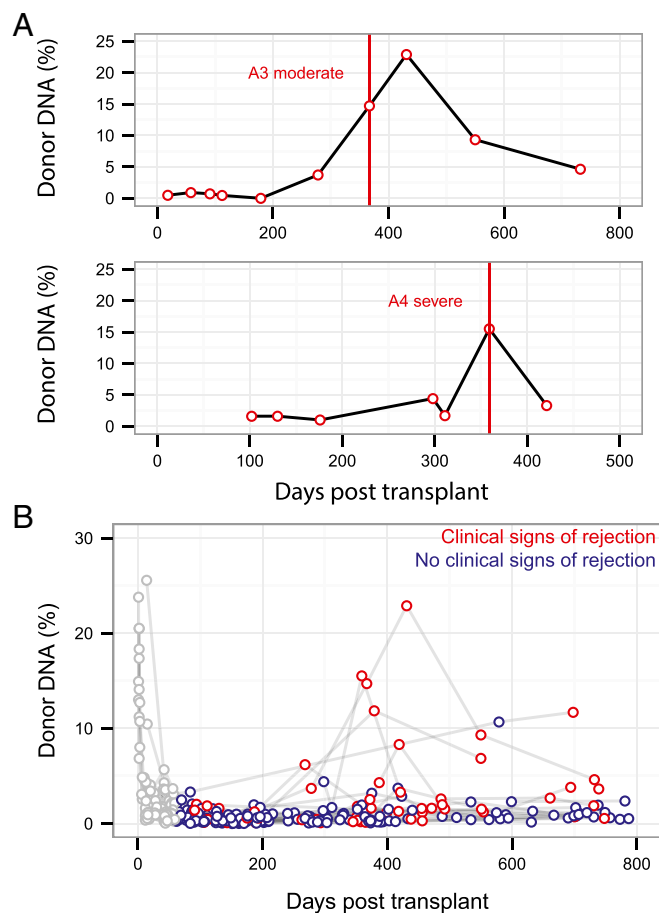 A
Donor DNA (%)
25
20
15
10
5
0
A3 moderate
0 200 400 600 800
Donor DNA (%)
25
20
15
10
5
0
A4 severe
0 100 200 300 400 500
Days post transplant
B
Donor DNA (%)
30
20
10
0
Clinical signs of rejection
No clinical signs of rejection
0 200 400 600 800
Days post transplant